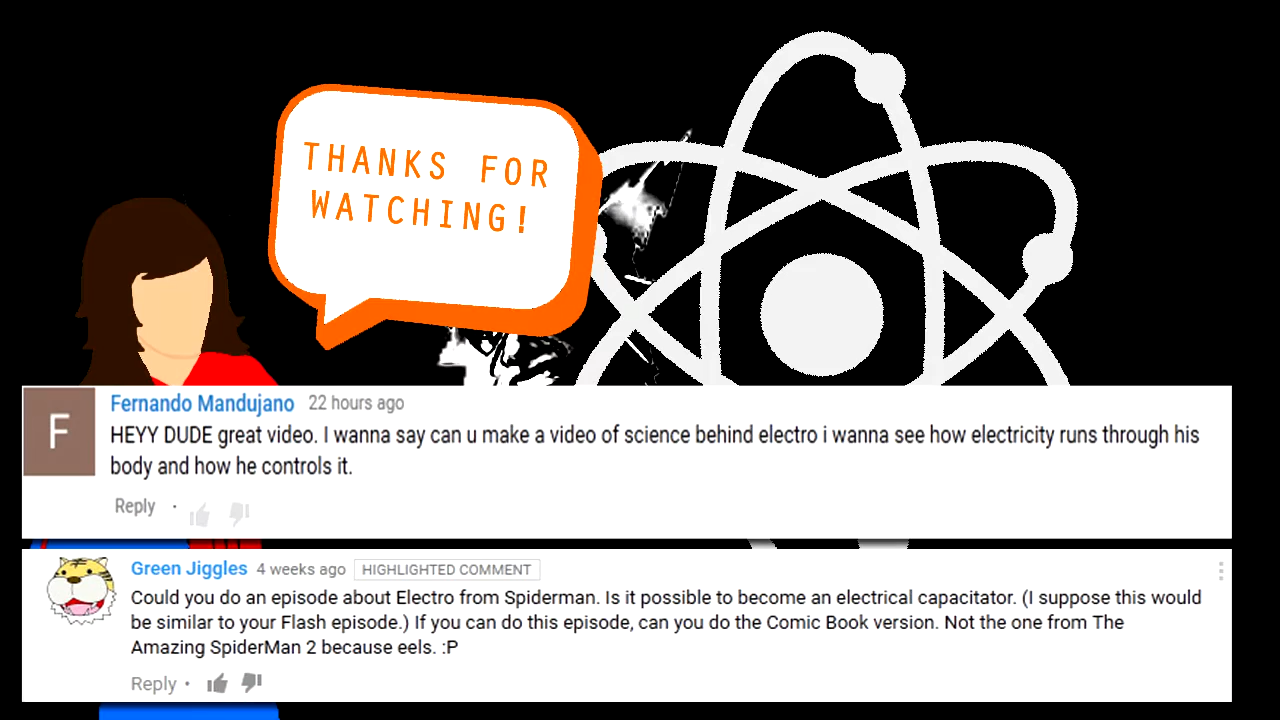 THANKS FOR
WATCHING!
F
Fernando Mandujano 22 hours ago
HEYY DUDE great video. I wanna say can u make a video of science behind electro i wanna see how electricity runs through his
body and how he controls it.
Reply •
Green Jiggles 4 weeks ago HIGHLIGHTED COMMENT
Could you do an episode about Electro from Spiderman. Is it possible to become an electrical capacitator. (I suppose this would
be similar to your Flash episode.) If you can do this episode, can you do the Comic Book version. Not the one from The
Amazing SpiderMan 2 because eels. :P
Reply •